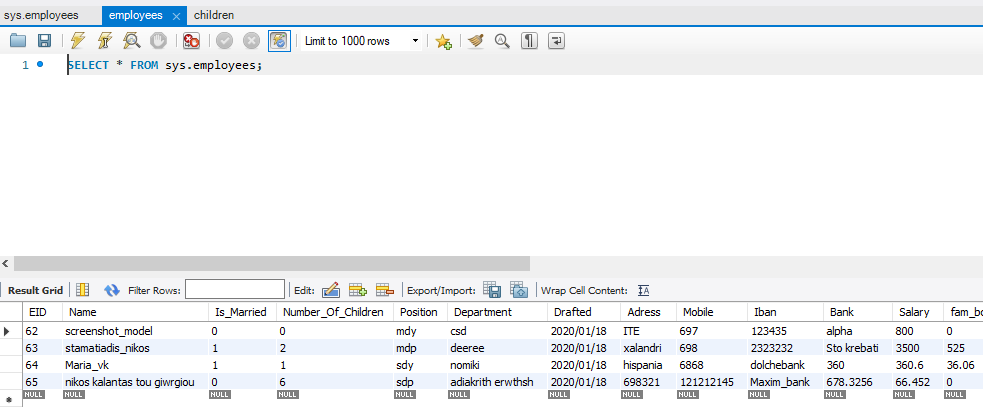 sys.employees employees children
Limit to 1000 rows
1 SELECT * FROM sys.employees;
Result Grid Filter Rows: Edit: Export/Import: Wrap Cell Content:
EID Name Is_Married Number_Of_Children Position Department Drafted Adress Mobile Iban Bank Salary fam_bo
62 screenshot_model 0 0 mdy csd 2020/01/18 ITE 697 123435 alpha 800 0
63 stamatiadis_nikos 1 2 mdp deeree 2020/01/18 xalandri 698 2323232 Sto krebati 3500 525
64 Maria_vk 1 1 sdy nomiki 2020/01/18 hispania 6868 dolchebank 360 360.6 36.06
65 nikos kalantas tou giwrgiou 0 6 sdp adiakrith erwthsh 2020/01/18 698321 121212145 Maxim_bank 678.3256 66.452 0
NULL NULL NULL NULL NULL NULL NULL NULL NULL NULL NULL NULL NULL